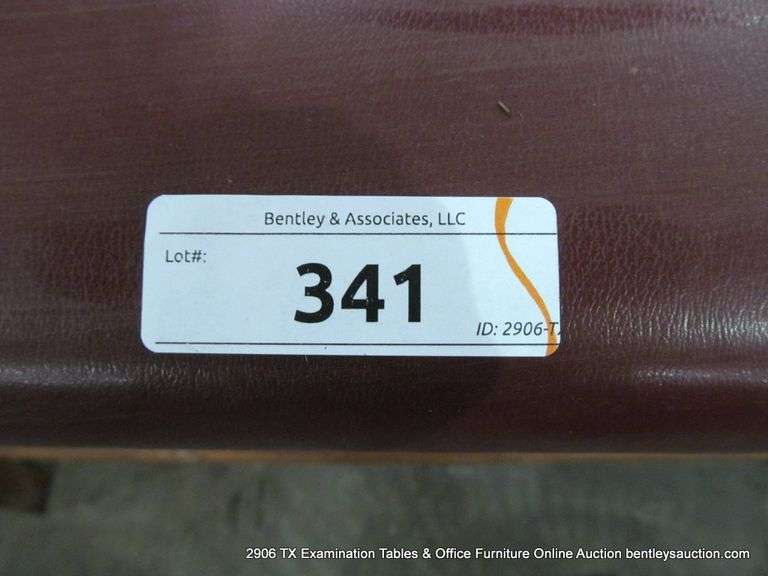 Bentley & Associates, LLC
Lot#:
341
ID: 2906-T
2906 TX Examination Tables & Office Furniture Online Auction bentleysauction.com